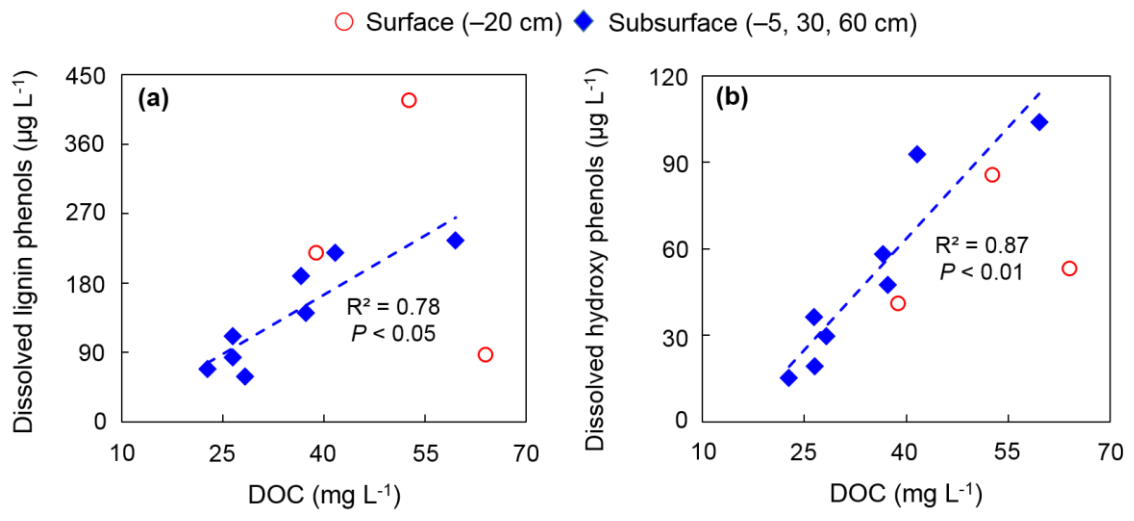 Surface (–20 cm) Subsurface (–5, 30, 60 cm)
(a)
Dissolved lignin phenols (µg L⁻¹)
450
360
270
180
90
0
R² = 0.78
P < 0.05
10 25 40 55 70
DOC (mg L⁻¹)
(b)
Dissolved hydroxy phenols (µg L⁻¹)
120
90
60
30
0
R² = 0.87
P < 0.01
10 25 40 55 70
DOC (mg L⁻¹)